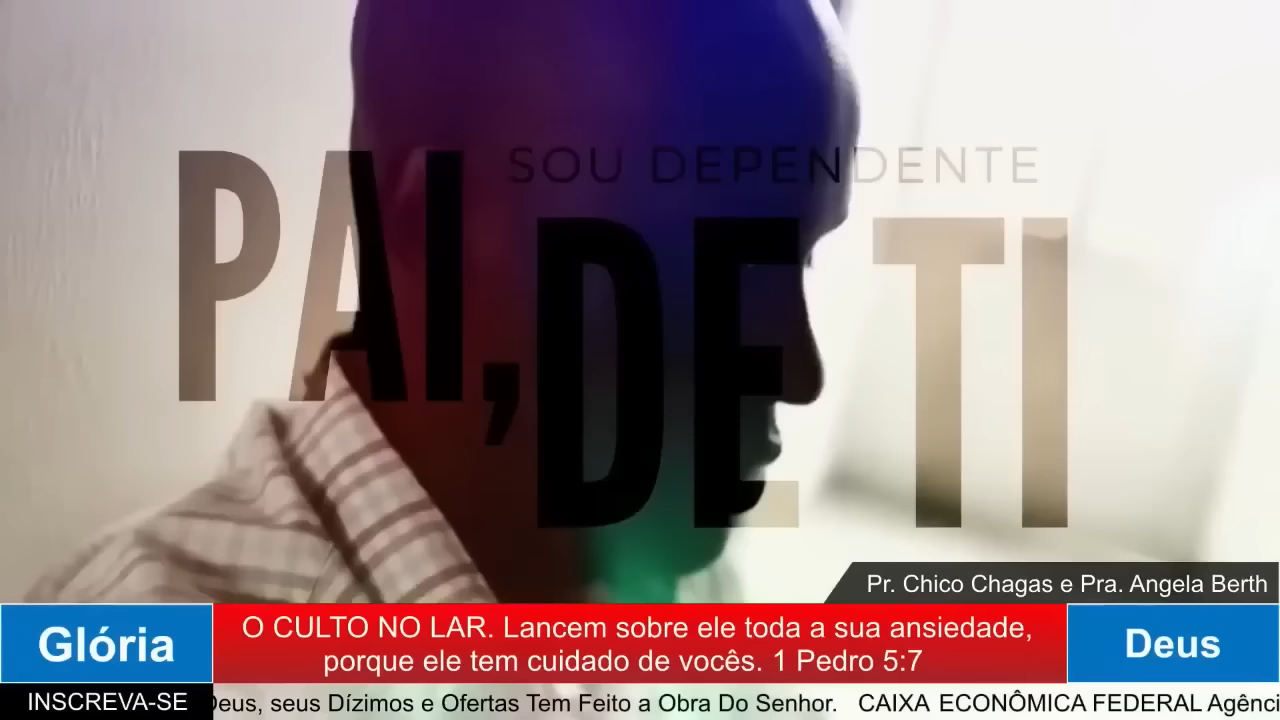 SOU DEPENDENTE
PAI, DE TI
Pr. Chico Chagas e Pra. Angela Berth
Glória
O CULTO NO LAR. Lancem sobre ele toda a sua ansiedade,
porque ele tem cuidado de vocês. 1 Pedro 5:7
Deus
INSCREVA-SE
Deus, seus Dízimos e Ofertas Tem Feito a Obra Do Senhor. CAIXA ECONÔMICA FEDERAL Agênci